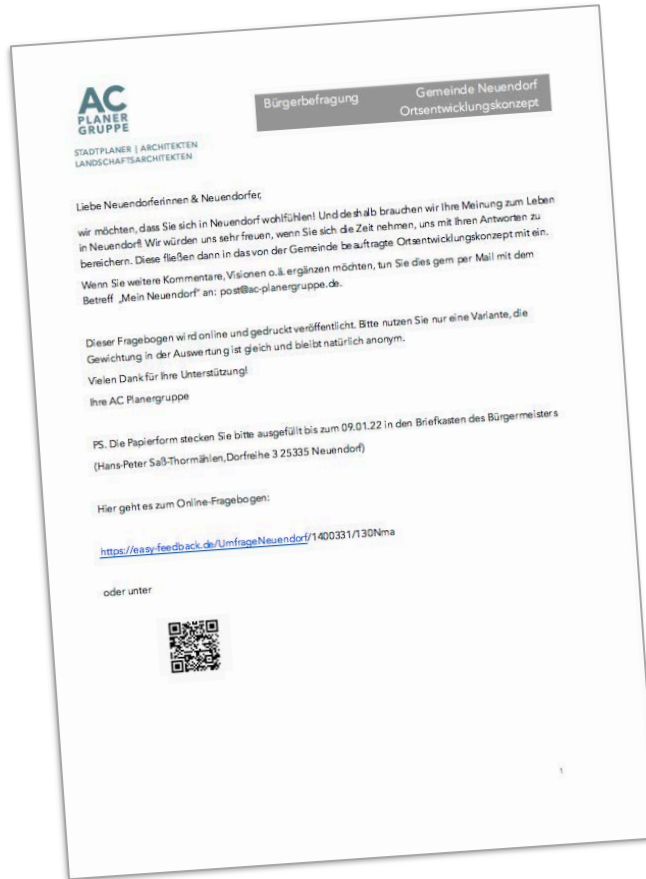 AC
PLANER
GRUPPE
STADTPLANER | ARCHITEKTEN
LANDSCHAFTSARCHITEKTEN
Bürgerbefragung
Gemeinde Neuendorf
Ortsentwicklungskonzept
Liebe Neuendorferinnen & Neuendorfer,
wir möchten, dass Sie sich in Neuendorf wohlfühlen! Und deshalb brauchen wir Ihre Meinung zum Leben
in Neuendorf! Wir würden uns sehr freuen, wenn Sie sich die Zeit nehmen, uns mit Ihren Antworten zu
bereichern. Diese fließen dann in das von der Gemeinde beauftragte Ortsentwicklungskonzept mit ein.
Wenn Sie weitere Kommentare, Visionen o.ä. ergänzen möchten, tun Sie dies gern per Mail mit dem
Betreff „Mein Neuendorf" an: post@ac-planergruppe.de.
Dieser Fragebogen wird online und gedruckt veröffentlicht. Bitte nutzen Sie nur eine Variante, die
Gewichtung in der Auswertung ist gleich und bleibt natürlich anonym.
Vielen Dank für Ihre Unterstützung!
Ihre AC Planergruppe
PS. Die Papierform stecken Sie bitte ausgefüllt bis zum 09.01.22 in den Briefkasten des Bürgermeisters
(Hans-Peter Saß-Thormählen, Dorfreihe 3 25335 Neuendorf)
Hier geht es zum Online-Fragebogen:
https://easy-feedback.de/UmfrageNeuendorf/1400331/130Nma
oder unter
1